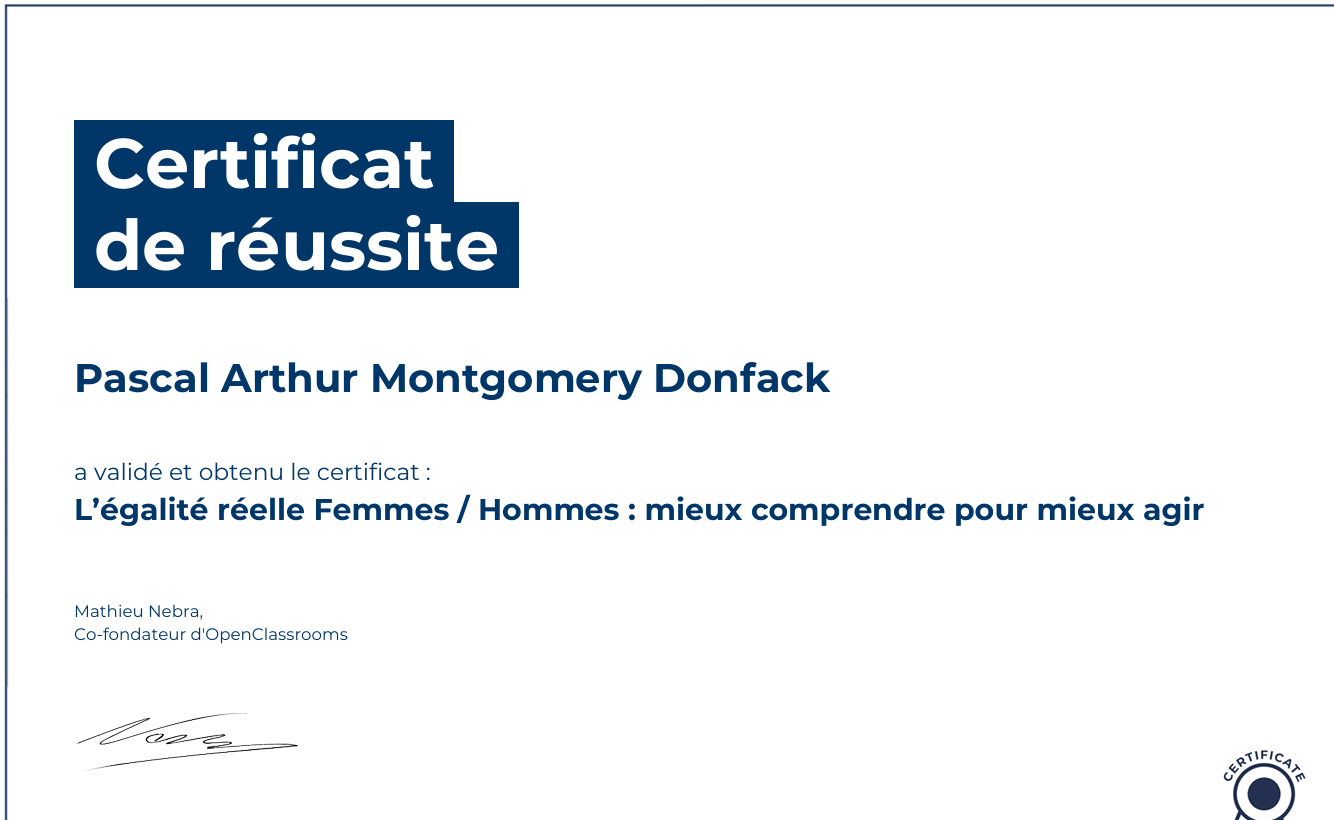 Certificat
de réussite
Pascal Arthur Montgomery Donfack
a validé et obtenu le certificat :
L’égalité réelle Femmes / Hommes : mieux comprendre pour mieux agir
Mathieu Nebra,
Co-fondateur d'OpenClassrooms
CERTIFICATE